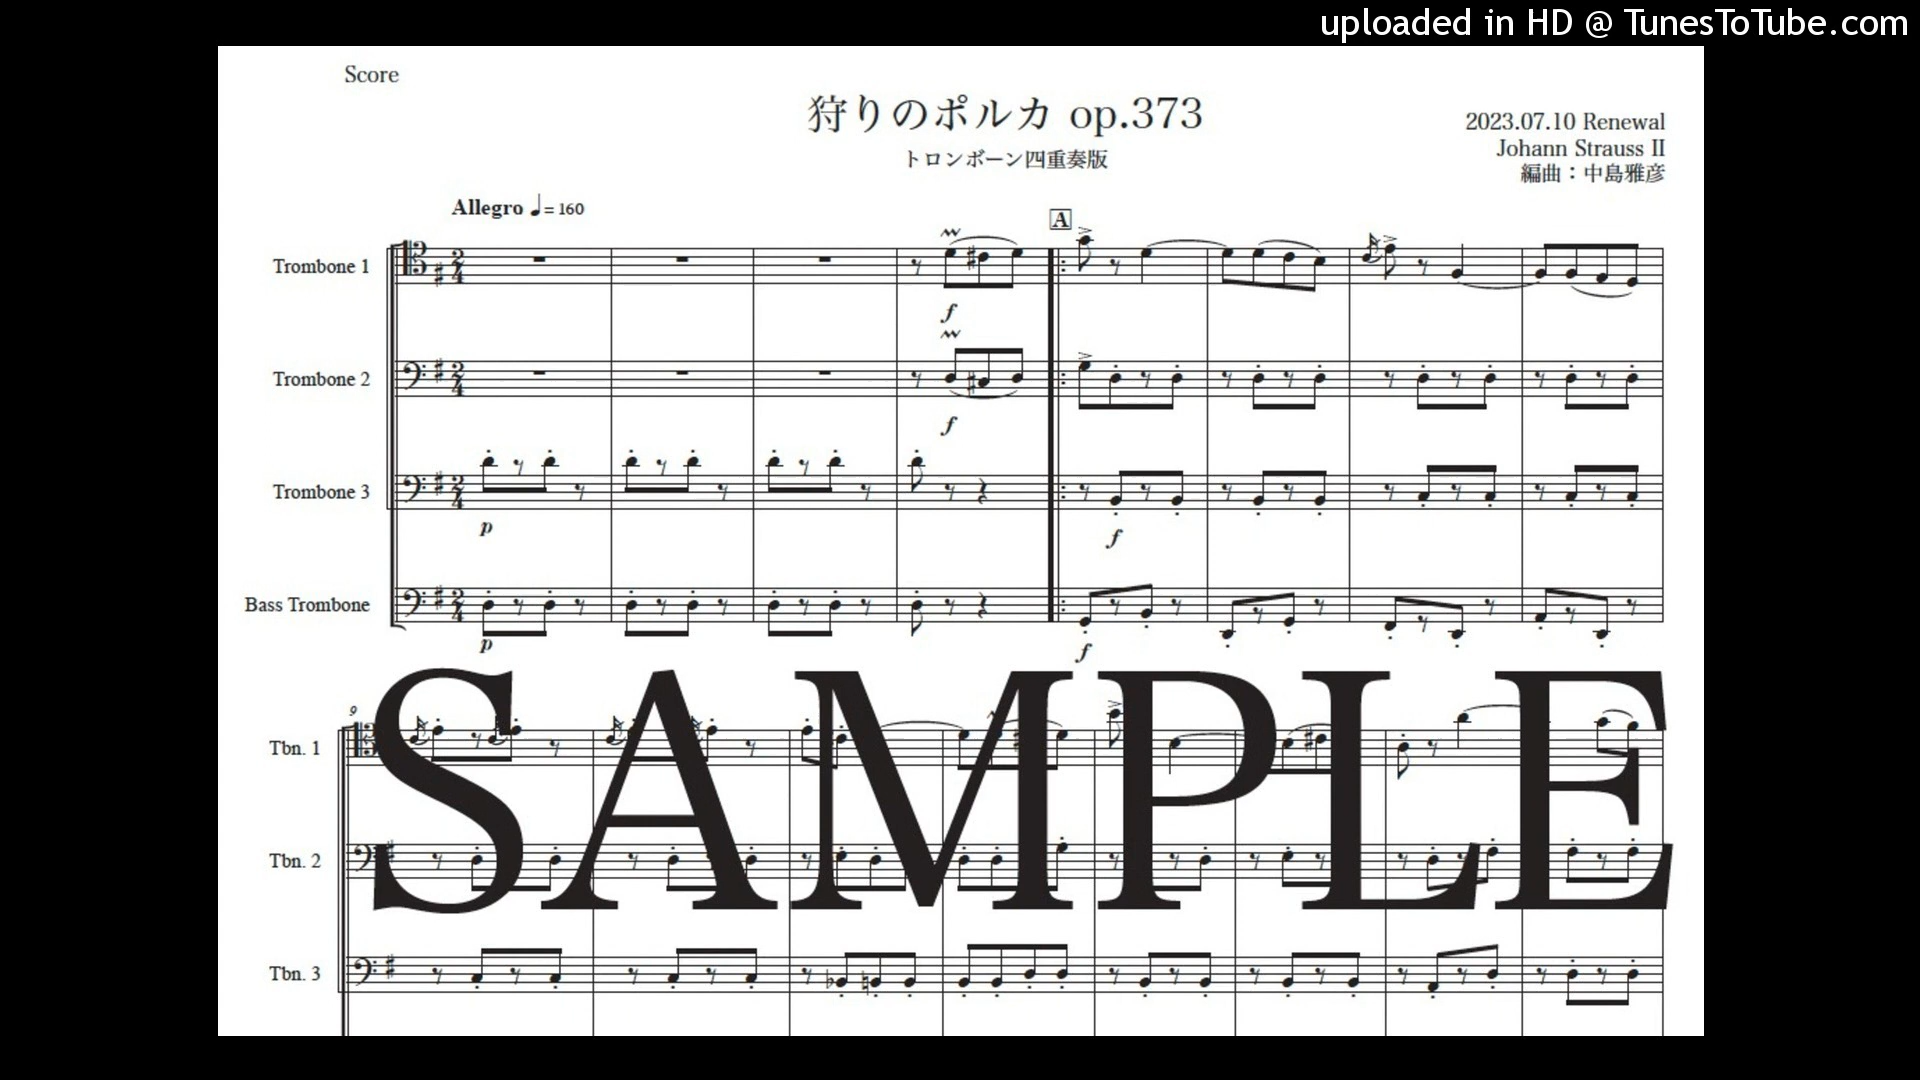 uploaded in HD @ TunesToTube.com
Score
狩りのポルカ op.373
トロンボーン四重奏版
2023.07.10 Renewal
Johann Strauss II
編曲：中島雅彦
Allegro ♩= 160
A
Trombone 1
f
Trombone 2
f
Trombone 3
p
f
Bass Trombone
p
f
SAMPLE
9
Tbn. 1
Tbn. 2
Tbn. 3